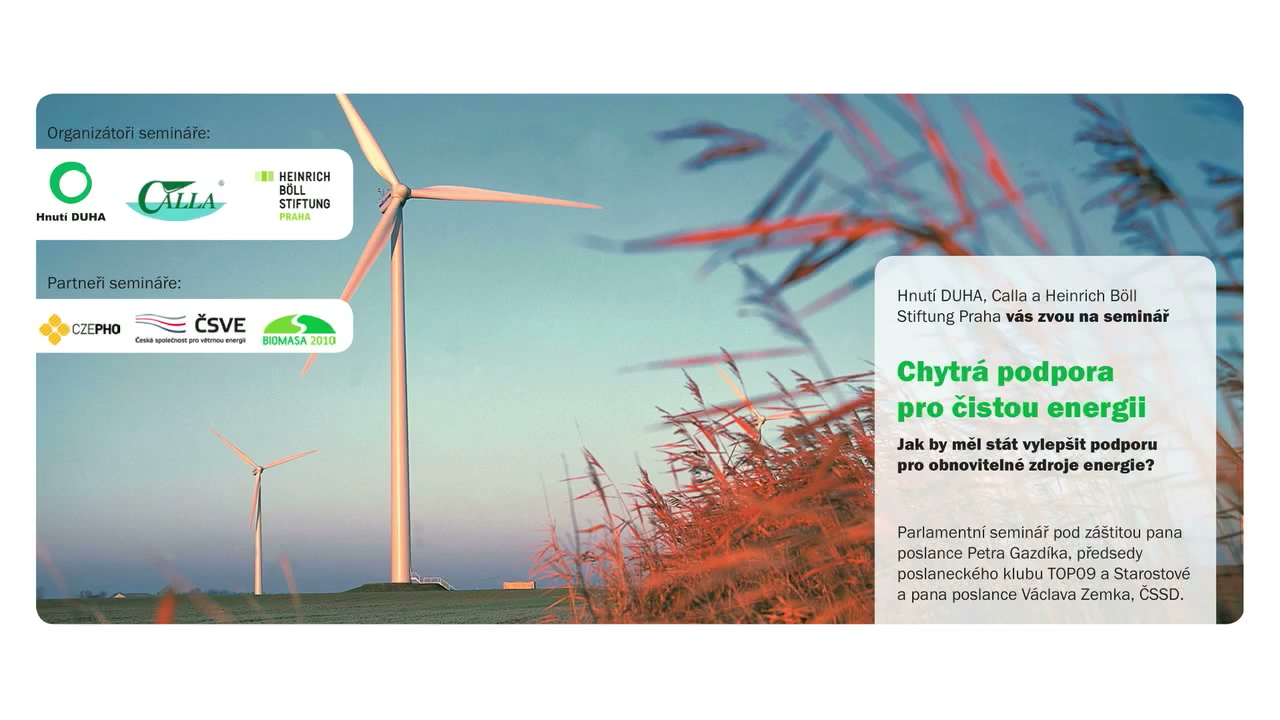 Organizátoři semináře:
Hnutí DUHA
CALLA ®
HEINRICH
BÖLL
STIFTUNG
PRAHA
Partneři semináře:
CZEPHO
ČSVE
Česká společnost pro větrnou energii
BIOMASA 2010
Hnutí DUHA, Calla a Heinrich Böll
Stiftung Praha vás zvou na seminář
Chytrá podpora
pro čistou energii
Jak by měl stát vylepšit podporu
pro obnovitelné zdroje energie?
Parlamentní seminář pod záštitou pana
poslance Petra Gazdíka, předsedy
poslaneckého klubu TOP09 a Starostové
a pana poslance Václava Zemka, ČSSD.